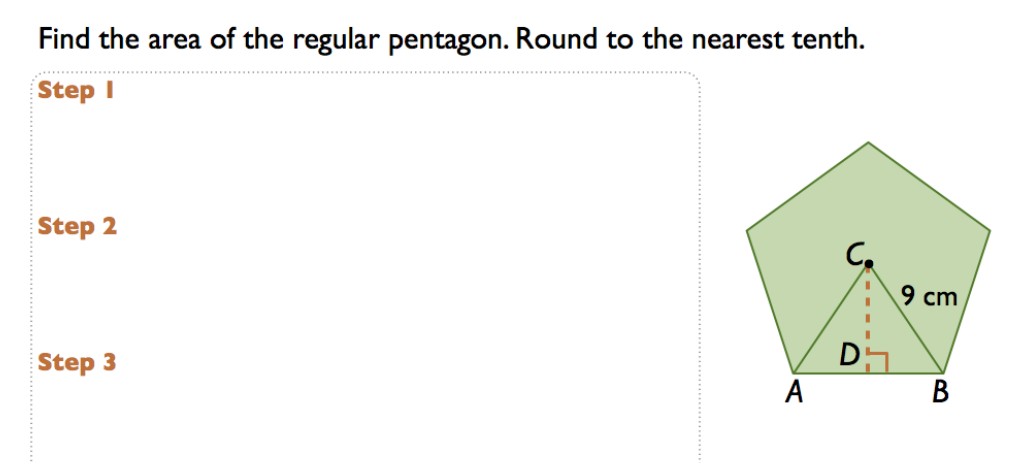 Find the area of the regular pentagon. Round to the nearest tenth.
Step 1
Step 2
C
9 cm
D
Step 3
A
B